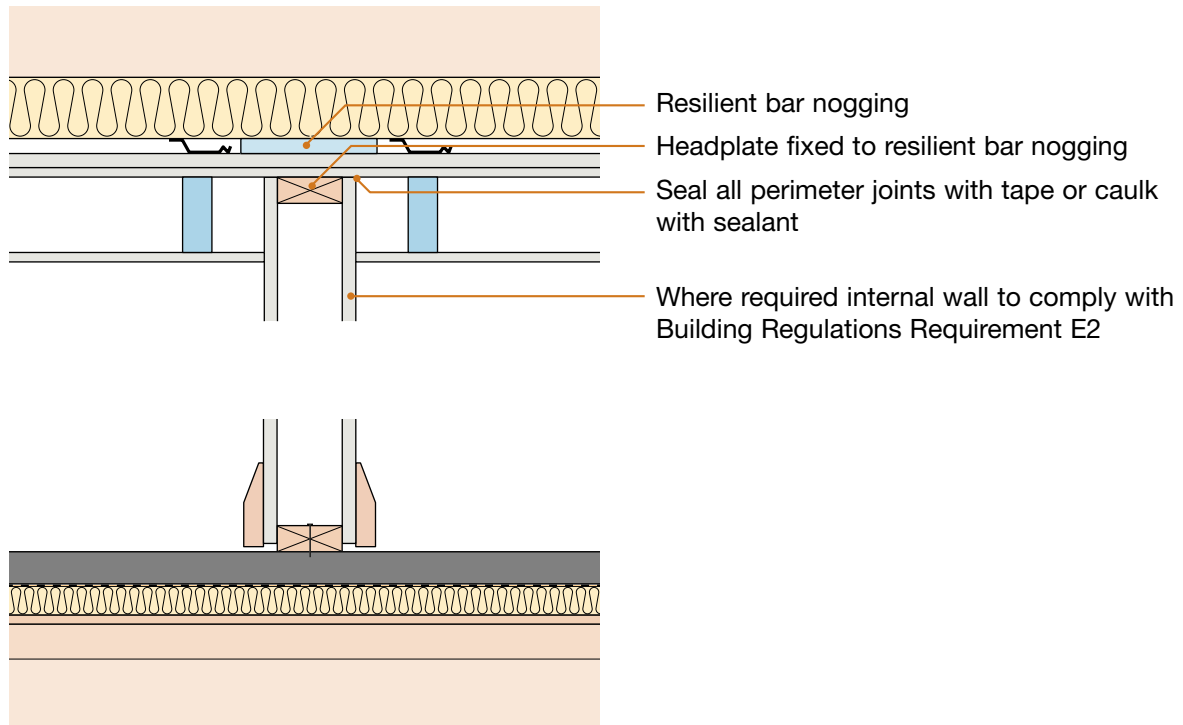 Resilient bar nogging
Headplate fixed to resilient bar nogging
Seal all perimeter joints with tape or caulk
with sealant
Where required internal wall to comply with
Building Regulations Requirement E2